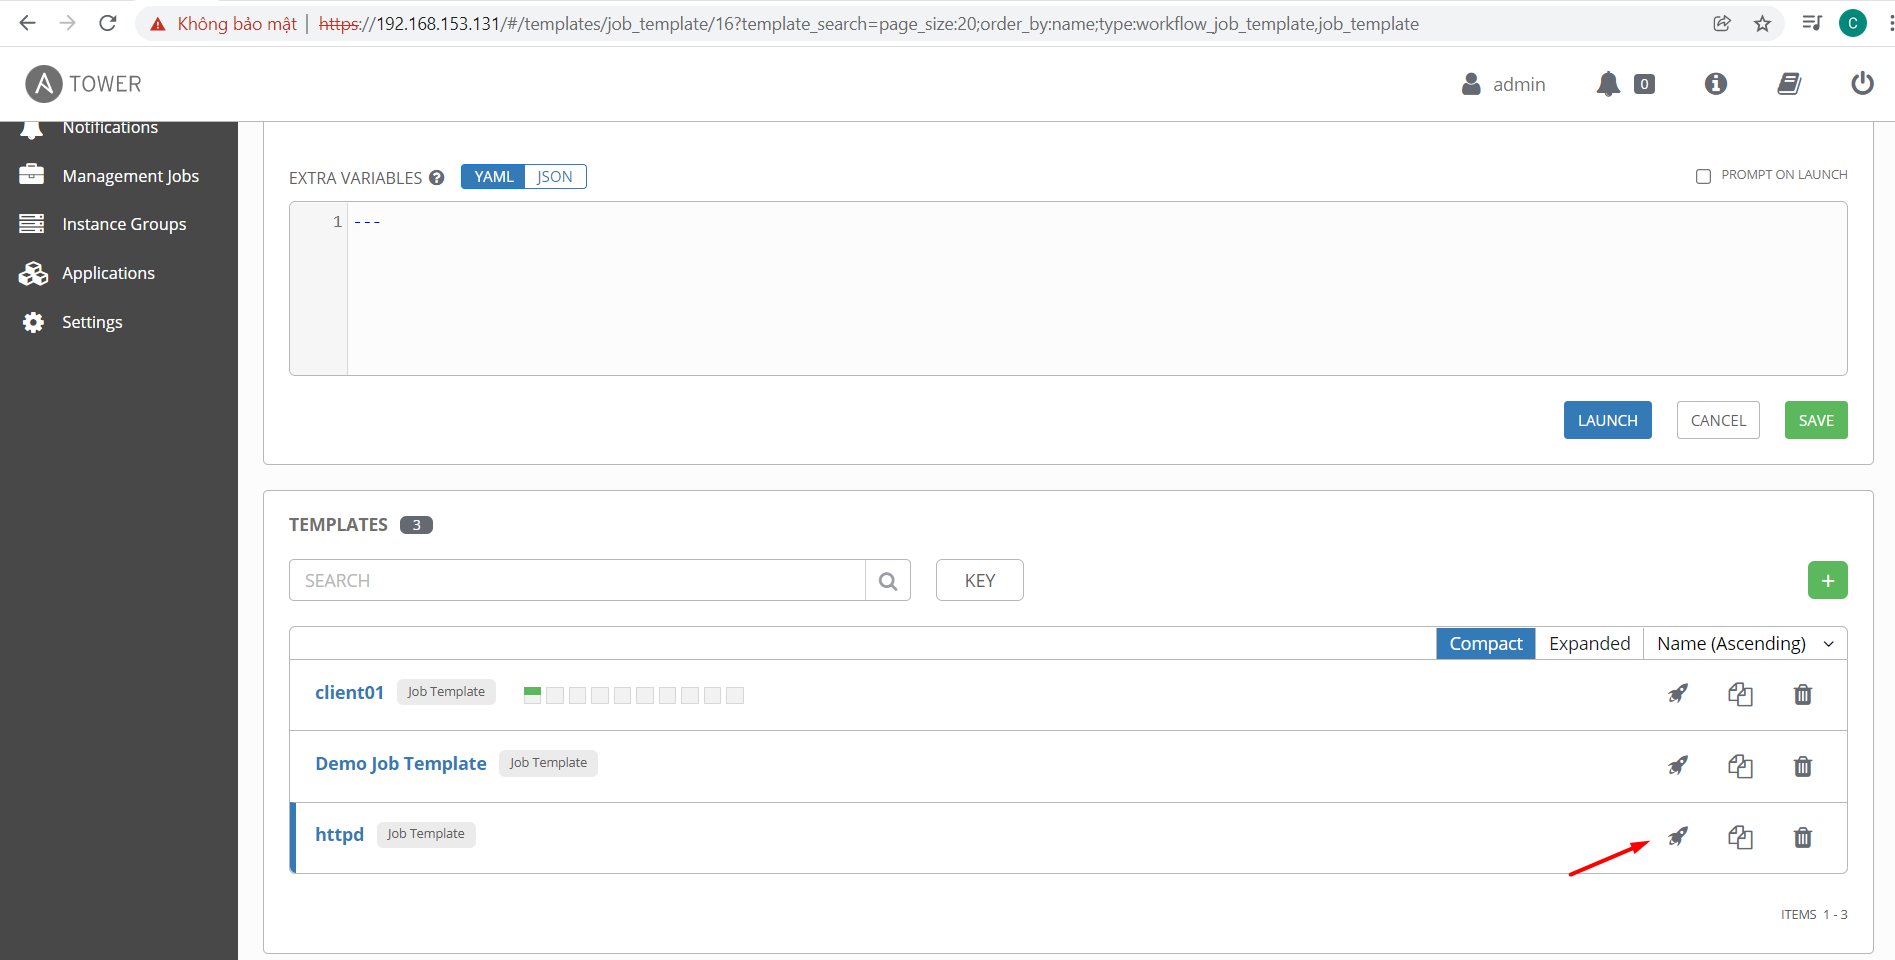 Không bảo mật | https://192.168.153.131/#/templates/job_template/16?template_search=page_size:20;order_by:name;type:workflow_job_template,job_template
C
A TOWER
admin
0
Notifications
Management Jobs
Instance Groups
Applications
Settings
EXTRA VARIABLES ? YAML JSON
PROMPT ON LAUNCH
1 ---
LAUNCH CANCEL SAVE
TEMPLATES 3
SEARCH KEY +
Compact Expanded Name (Ascending)
client01 Job Template
Demo Job Template Job Template
httpd Job Template
ITEMS 1 - 3